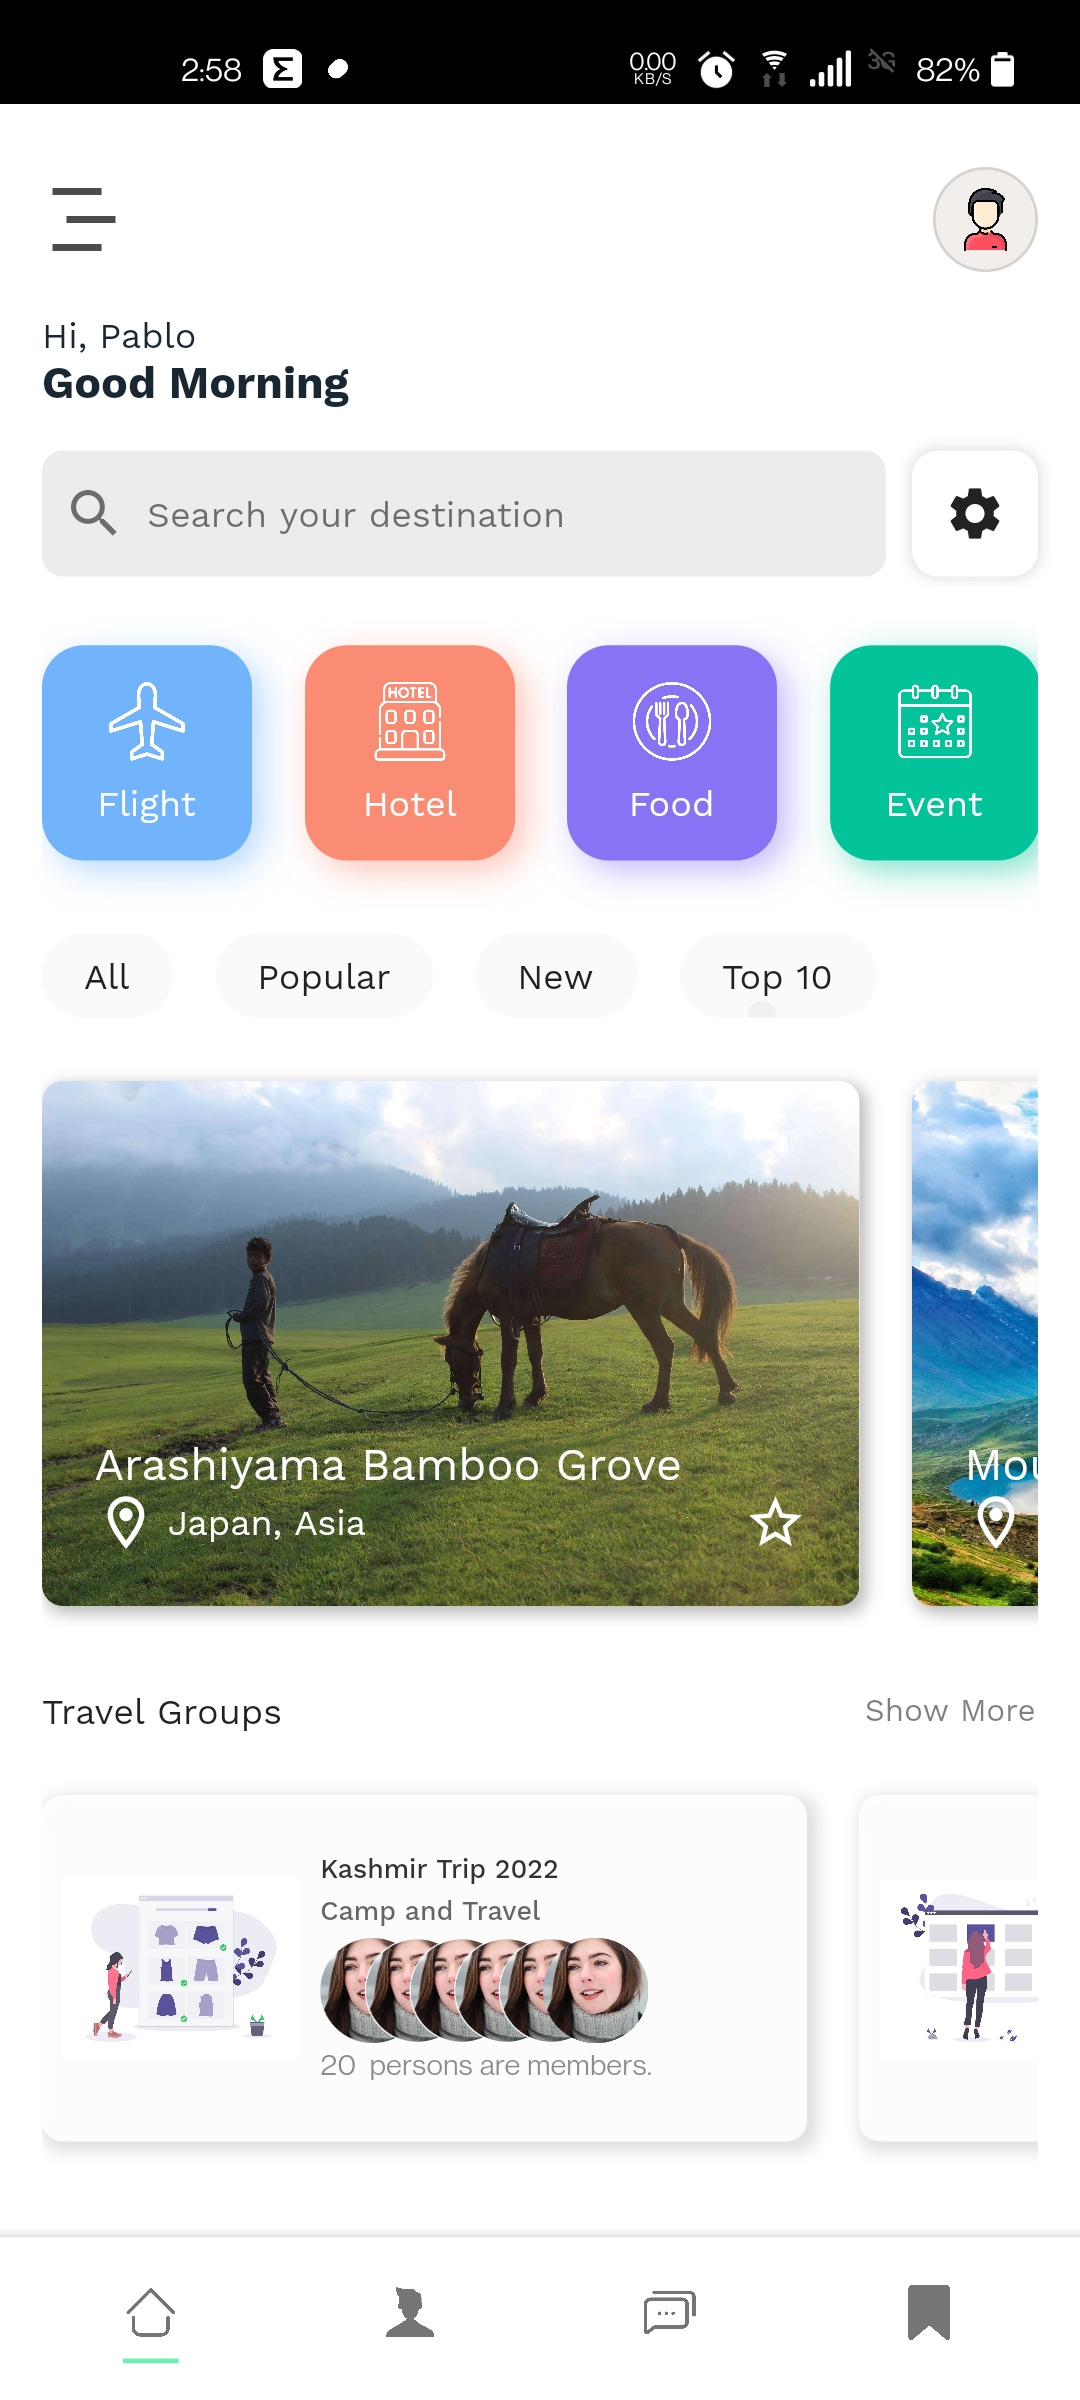 2:58
0.00
KB/S
3G
82%
Hi, Pablo
Good Morning
Search your destination
HOTEL
Flight
Hotel
Food
Event
All
Popular
New
Top 10
Arashiyama Bamboo Grove
Japan, Asia
Mou
Travel Groups
Show More
Kashmir Trip 2022
Camp and Travel
20 persons are members.